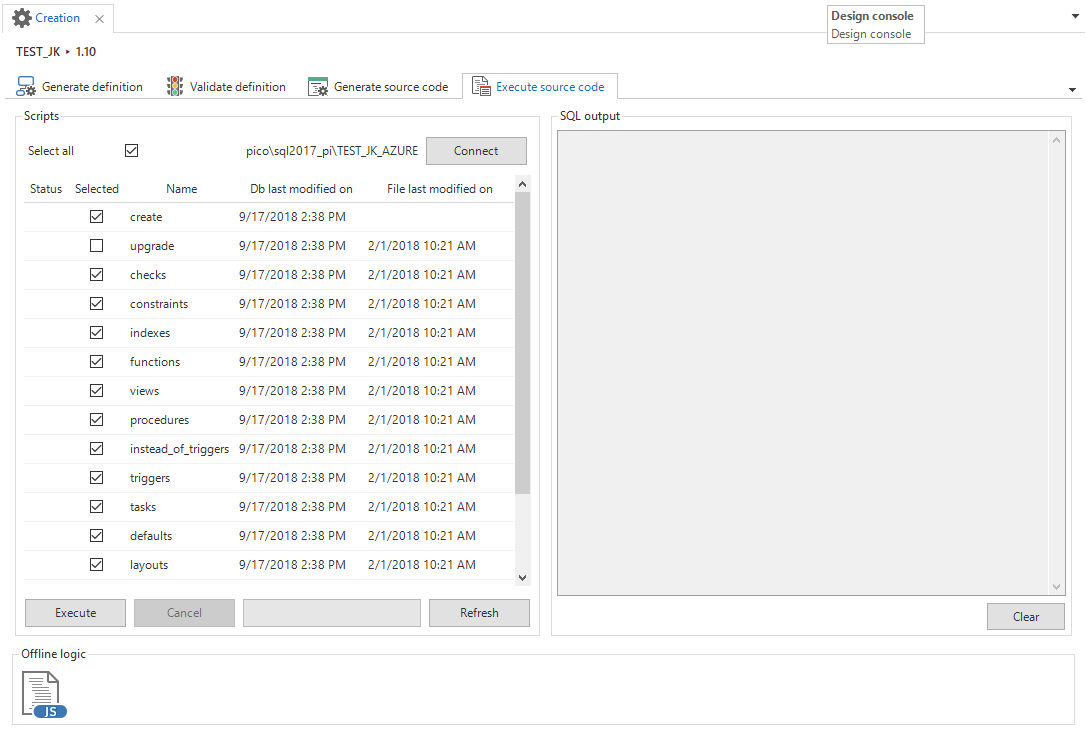 Creation
Design console
Design console
TEST_JK ▸ 1.10
Generate definition Validate definition Generate source code Execute source code
Scripts
SQL output
Select all pico\sql2017_pi\TEST_JK_AZURE Connect
Status Selected Name Db last modified on File last modified on
create 9/17/2018 2:38 PM
upgrade 9/17/2018 2:38 PM 2/1/2018 10:21 AM
checks 9/17/2018 2:38 PM 2/1/2018 10:21 AM
constraints 9/17/2018 2:38 PM 2/1/2018 10:21 AM
indexes 9/17/2018 2:38 PM 2/1/2018 10:21 AM
functions 9/17/2018 2:38 PM 2/1/2018 10:21 AM
views 9/17/2018 2:38 PM 2/1/2018 10:21 AM
procedures 9/17/2018 2:38 PM 2/1/2018 10:21 AM
instead_of_triggers 9/17/2018 2:38 PM 2/1/2018 10:21 AM
triggers 9/17/2018 2:38 PM 2/1/2018 10:21 AM
tasks 9/17/2018 2:38 PM 2/1/2018 10:21 AM
defaults 9/17/2018 2:38 PM 2/1/2018 10:21 AM
layouts 9/17/2018 2:38 PM 2/1/2018 10:21 AM
Execute Cancel Refresh
Clear
Offline logic
JS